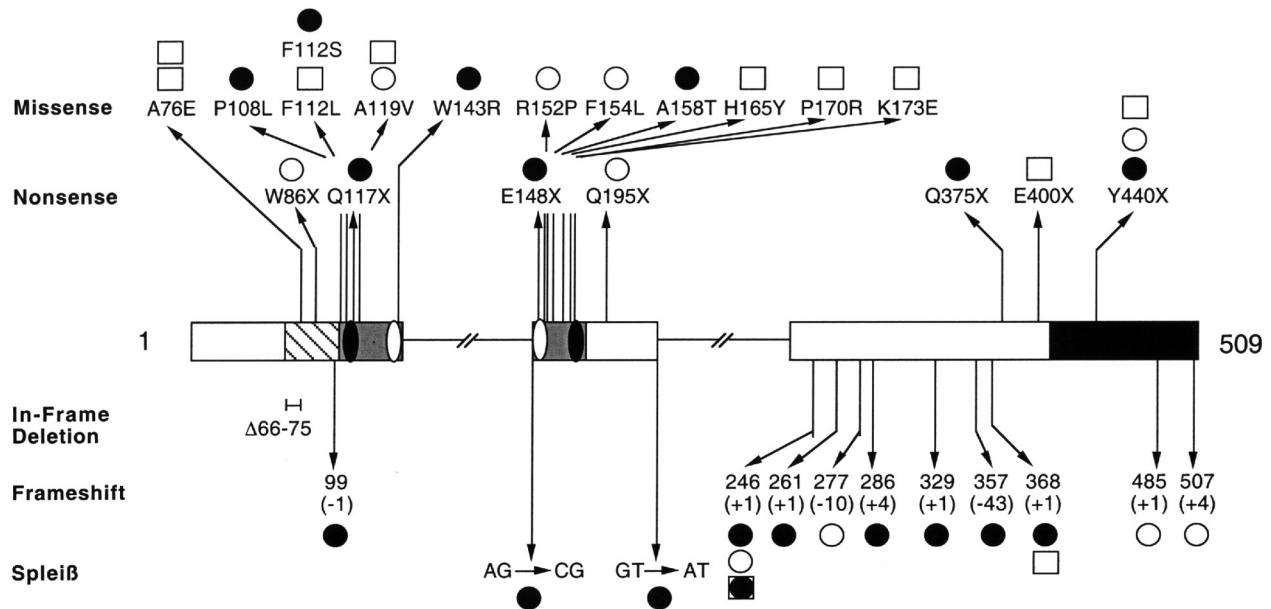 F112S
Missense A76E P108L F112L A119V W143R R152P F154L A158T H165Y P170R K173E
Nonsense W86X Q117X E148X Q195X Q375X E400X Y440X
1 509
In-Frame
Deletion
Δ66-75
Frameshift 99 246 261 277 286 329 357 368 485 507
(-1) (+1) (+1) (-10) (+4) (+1) (-43) (+1) (+1) (+4)
Spleiß AG CG GT AT